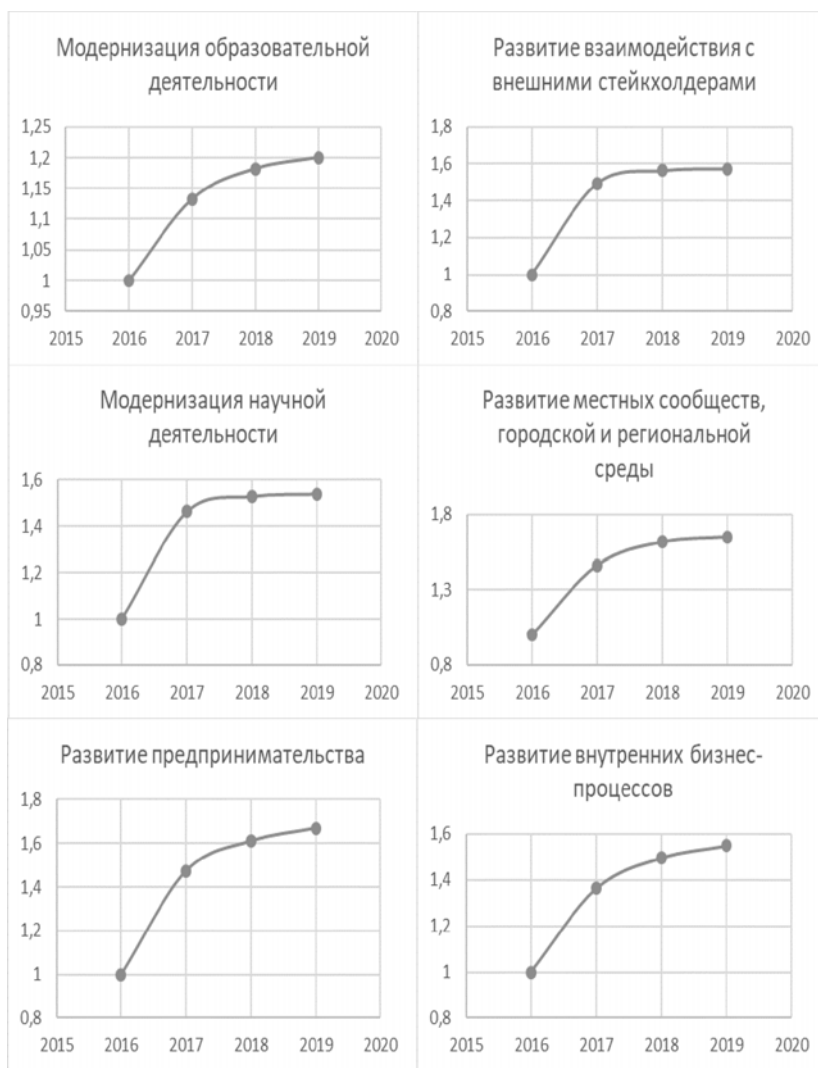 Модернизация образовательной
деятельности
1,25
1,2
1,15
1,1
1,05
1
0,95
2015 2016 2017 2018 2019 2020
Развитие взаимодействия с
внешними стейкхолдерами
1,8
1,6
1,4
1,2
1
0,8
2015 2016 2017 2018 2019 2020
Модернизация научной
деятельности
1,6
1,4
1,2
1
0,8
2015 2016 2017 2018 2019 2020
Развитие местных сообществ,
городской и региональной
среды
1,8
1,3
0,8
2015 2016 2017 2018 2019 2020
Развитие предпринимательства
1,8
1,6
1,4
1,2
1
0,8
2015 2016 2017 2018 2019 2020
Развитие внутренних бизнес-
процессов
1,6
1,4
1,2
1
0,8
2015 2016 2017 2018 2019 2020